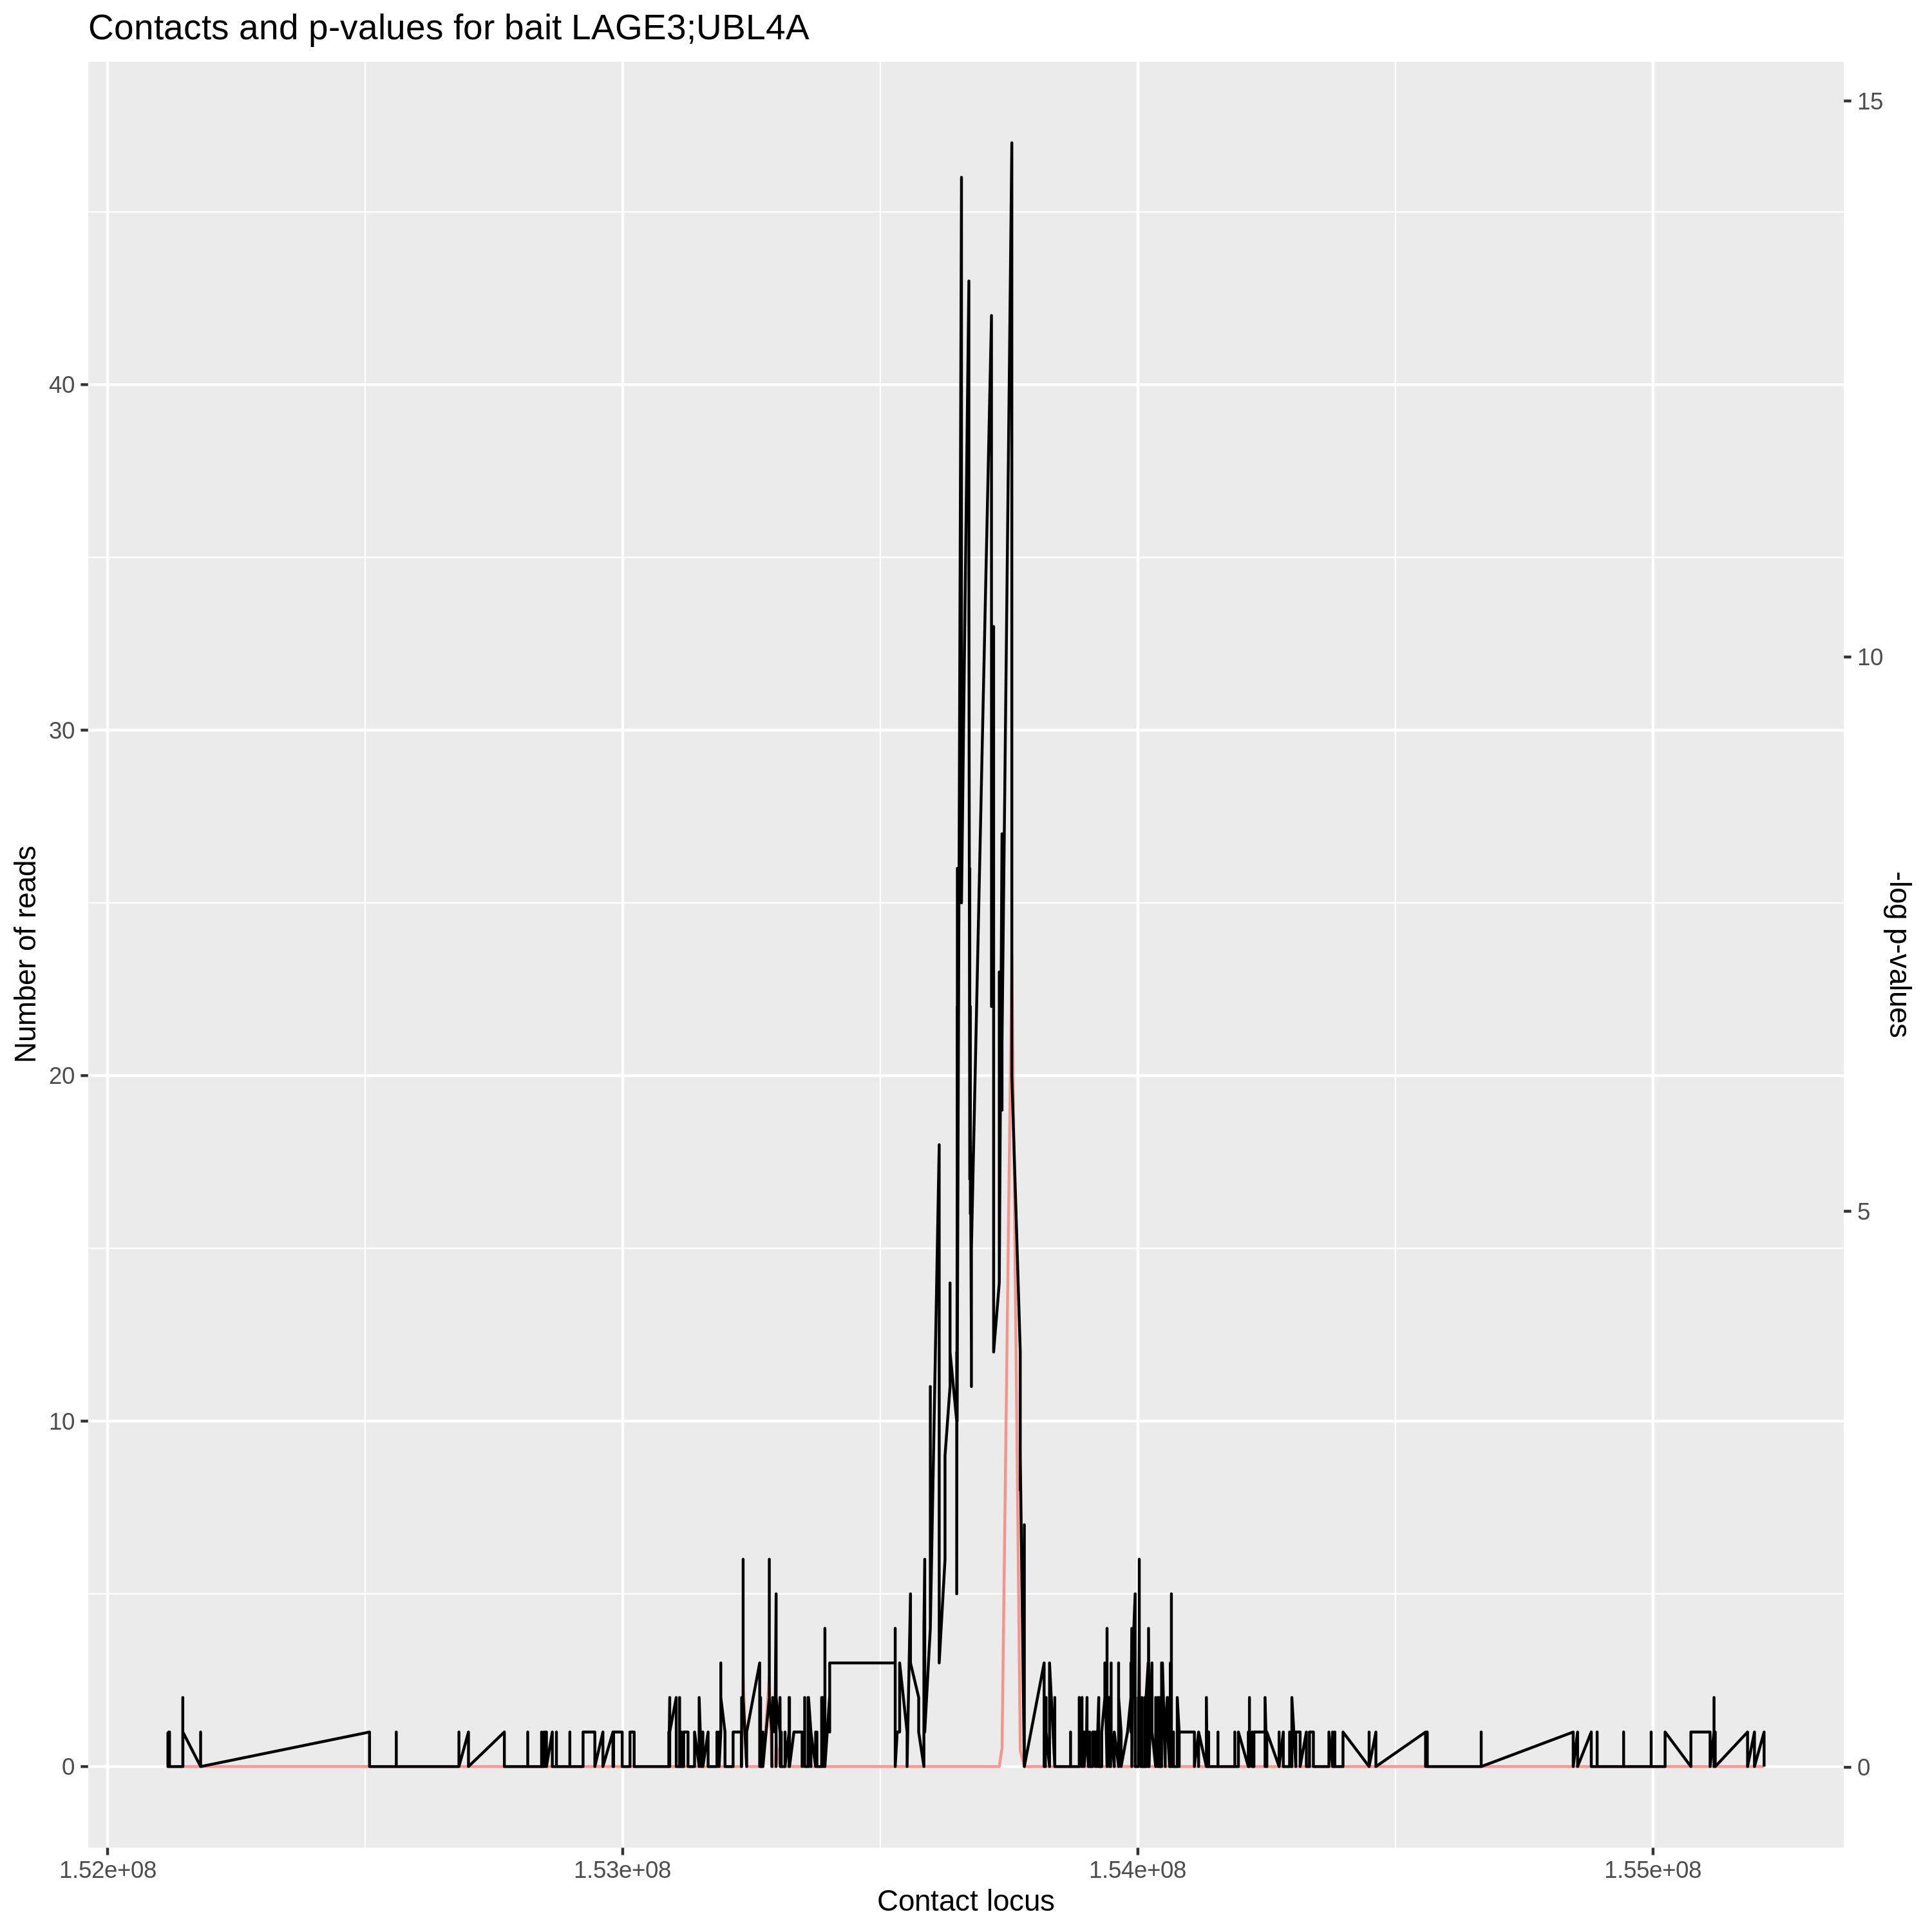 Contacts and p-values for bait LAGE3;UBL4A
15
40
10
30
Number of reads
-log p-values
20
5
10
0
0
1.52e+08
1.53e+08
1.54e+08
1.55e+08
Contact locus